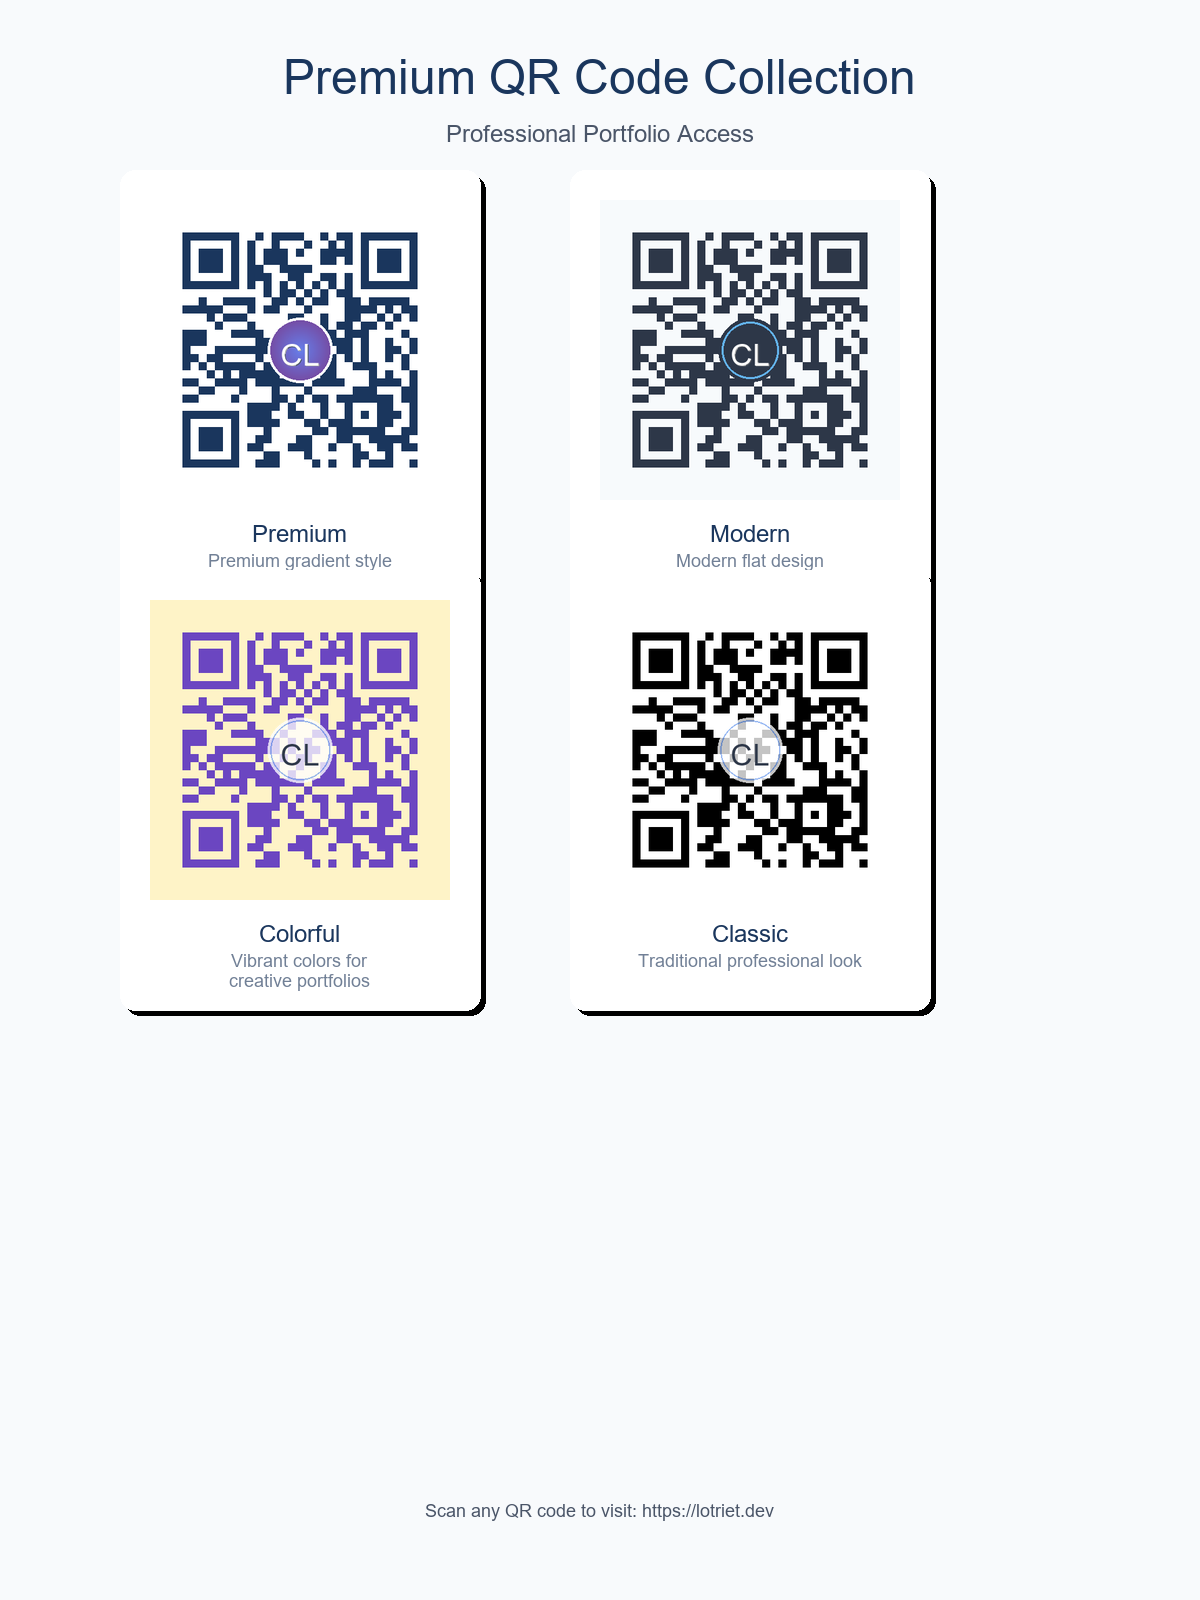 Premium QR Code Collection
Professional Portfolio Access
CL
CL
Premium
Modern
Premium gradient style
Modern flat design
CL
CL
Colorful
Classic
Vibrant colors for
creative portfolios
Traditional professional look
Scan any QR code to visit: https://lotriet.dev